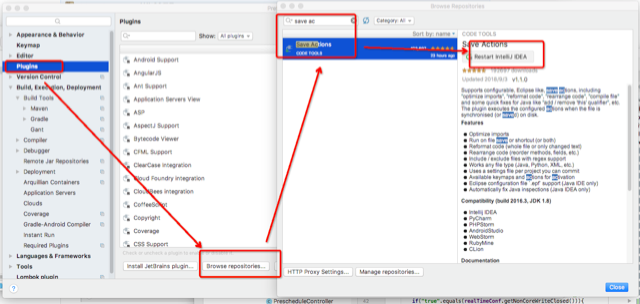 Plugins
Browse Repositories
save ac
Category: All
Show: All plugins
Sort by: name
CODE TOOLS
Appearance & Behavior
Keymap
Editor
Plugins
Version Control
Build, Execution, Deployment
Build Tools
Maven
Gradle
Gant
Compiler
Debugger
Remote Jar Repositories
Deployment
Arquillian Containers
Application Servers
Clouds
Coverage
Gradle-Android Compiler
Instant Run
Required Plugins
Languages & Frameworks
Tools
Lombok plugin
Android Support
AngularJS
Ant Support
Application Servers View
ASP
AspectJ Support
Bytecode Viewer
CFML Support
ClearCase Integration
Cloud Foundry integration
CloudBees integration
CoffeeScript
Copyright
Coverage
CSS Support
Install JetBrains plugin...
Browse repositories...
Save Actions
CODE TOOLS
20 hours ago
Save Actions
Restart IntelliJ IDEA
downloads
Updated 2018/9/3 v1.1.0
Supports configurable, Eclipse like, save actions, including
"optimize imports", "reformat code", "rearrange code", "compile file"
and some quick fixes for Java like "add / remove 'this' qualifier", etc.
The plugin executes the configured actions when the file is
synchronised (or saved) on disk.
Features
Optimize imports
Run on file save or shortcut (or both)
Reformat code (whole file or only changed text)
Rearrange code (reorder methods, fields, etc.)
Include / exclude files with regex support
Works any file type (Java, Python, XML, etc.)
Uses a settings file per project you commit
Available keymaps and actions for activation
Eclipse configuration file ".epf" support (Java IDE only)
Automatically fix Java inspections (Java IDEA only)
Compatibility (build 2016.3, JDK 1.8)
Intellij IDEA
PyCharm
PHPStorm
AndroidStudio
WebStorm
RubyMine
CLion
Documentation
HTTP Proxy Settings...
Manage repositories...
Close
PrescheduleController
if("true".equals(realTimeConf.getNonCoreWriteClose())){